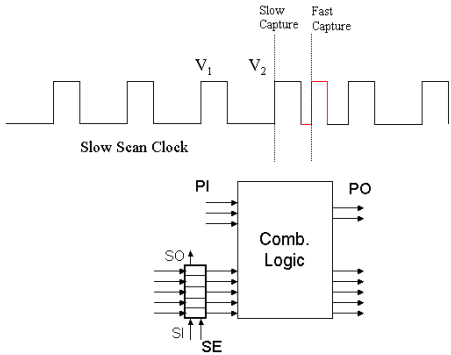 Slow
Capture
Fast
Capture
V1
V2
Slow Scan Clock
PI
PO
Comb.
Logic
SO
SI
SE